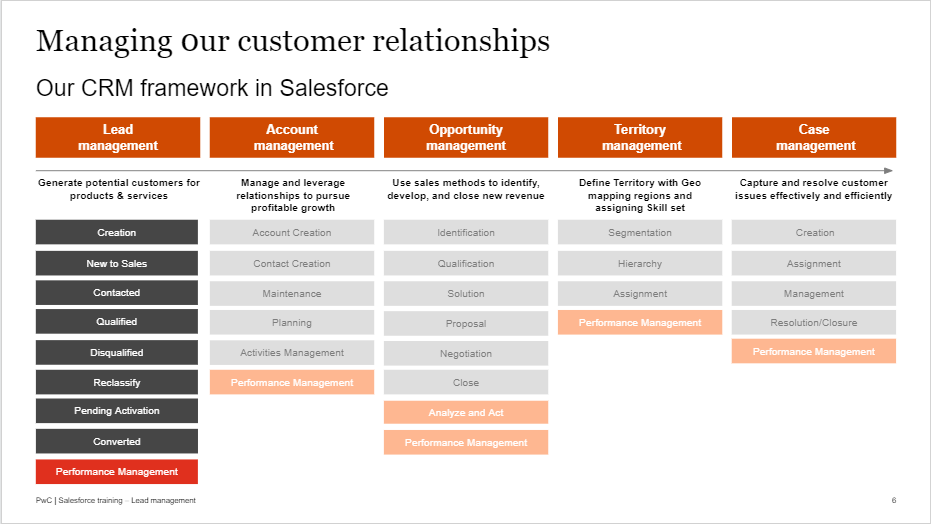 Managing our customer relationships
Our CRM framework in Salesforce
Lead
management
Account
management
Opportunity
management
Territory
management
Case
management
Generate potential customers for
products & services
Manage and leverage
relationships to pursue
profitable growth
Use sales methods to identify,
develop, and close new revenue
Define Territory with Geo
mapping regions and
assigning Skill set
Capture and resolve customer
issues effectively and efficiently
Creation
New to Sales
Contacted
Qualified
Disqualified
Reclassify
Pending Activation
Converted
Performance Management
Account Creation
Contact Creation
Maintenance
Planning
Activities Management
Performance Management
Identification
Qualification
Solution
Proposal
Negotiation
Close
Analyze and Act
Performance Management
Segmentation
Hierarchy
Assignment
Performance Management
Creation
Assignment
Management
Resolution/Closure
Performance Management
PwC | Salesforce training - Lead management
6